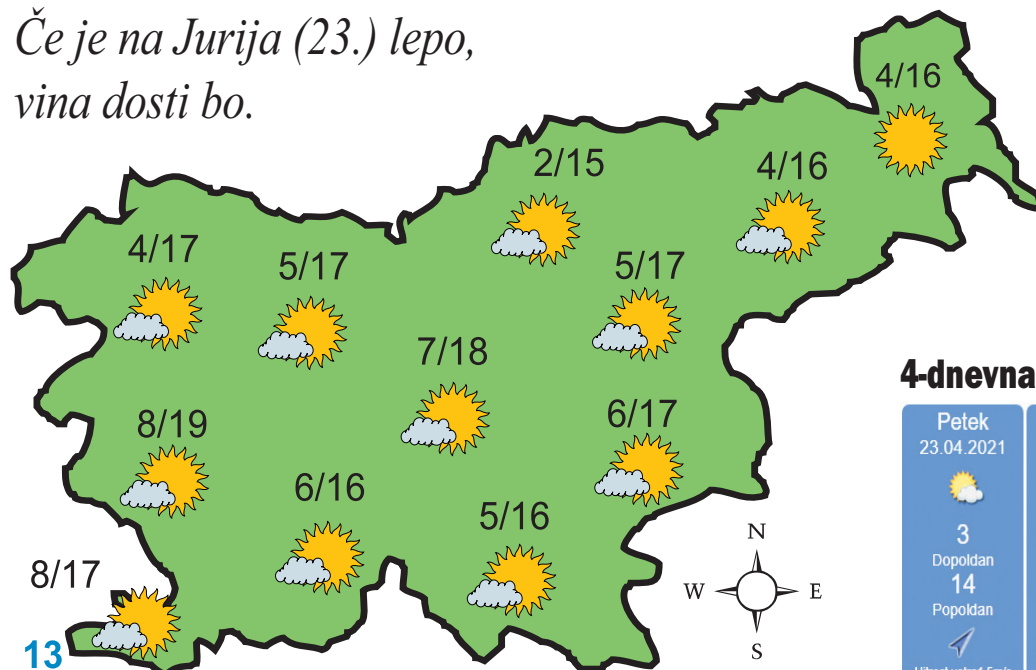 Če je na Jurija (23.) lepo,
vina dosti bo.
4/16
2/15
4/16
4/17
5/17
5/17
7/18
8/19
6/17
6/16
5/16
8/17
13
N
W
E
S
4-dnevna
Petek
23.04.2021
3
Dopoldan
14
Popoldan